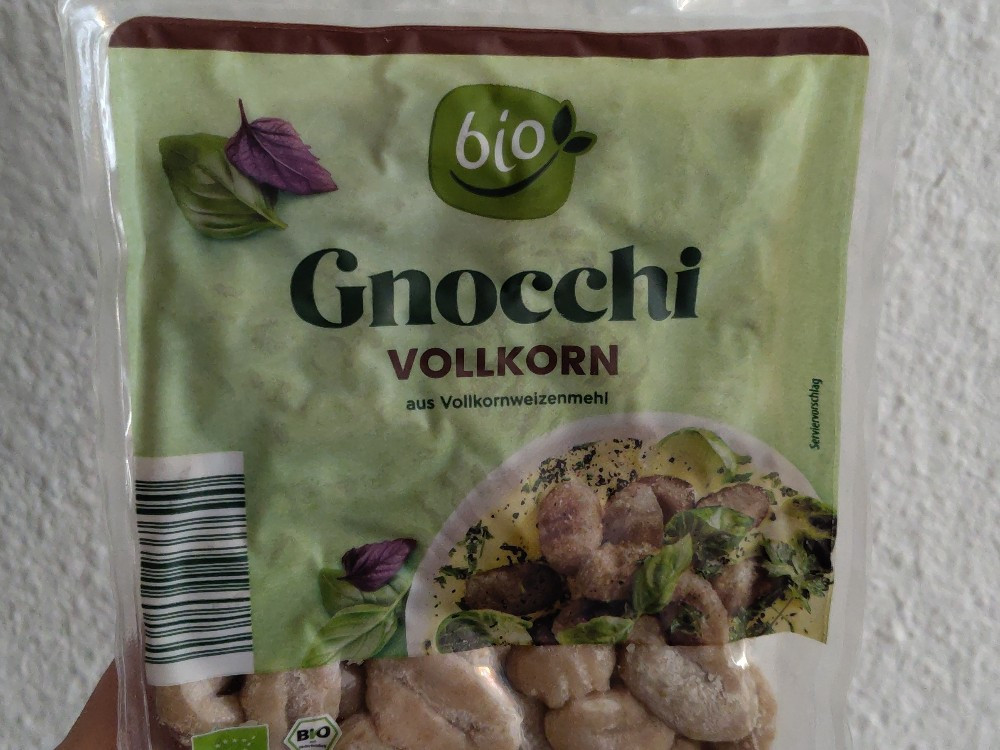 bio
Gnocchi
VOLLKORN
aus Vollkornweizenmehl
Serviervorschlag
BIO